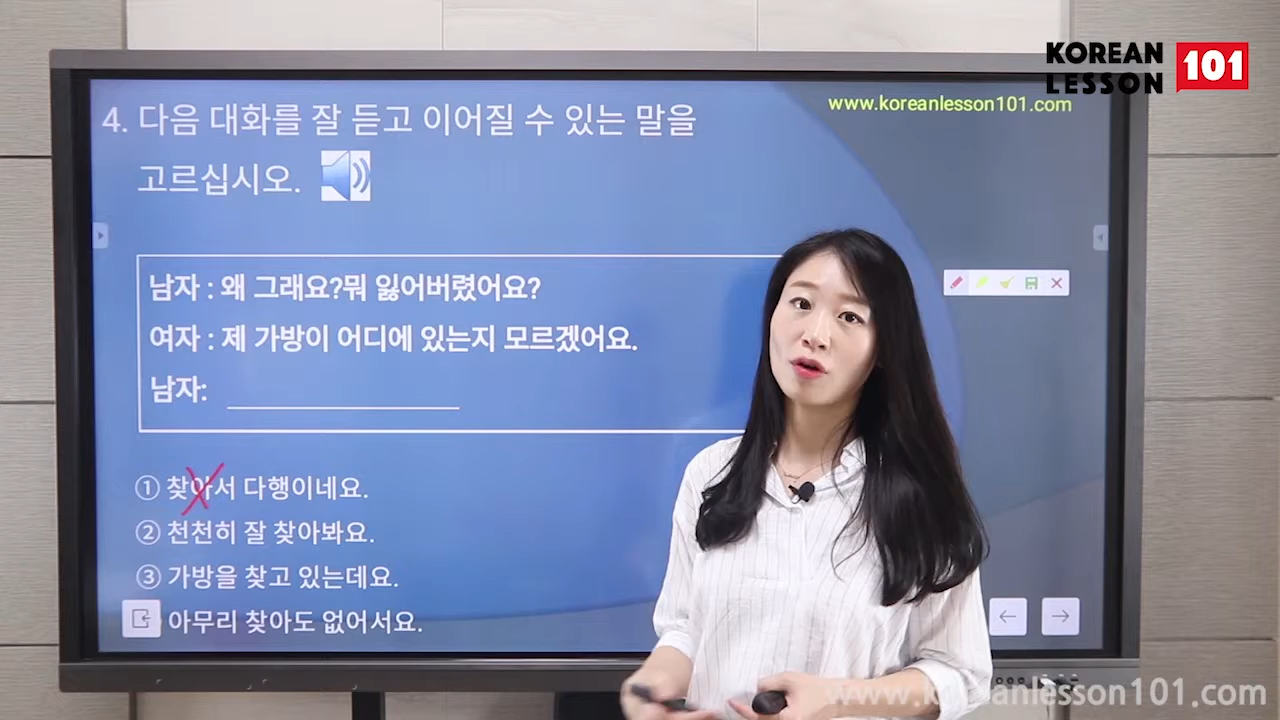 KOREAN
LESSON 101
www.koreanlesson101.com
4. 다음 대화를 잘 듣고 이어질 수 있는 말을
고르십시오.
남자 : 왜 그래요?뭐 잃어버렸어요?
여자 : 제 가방이 어디에 있는지 모르겠어요.
남자:
① 찾아서 다행이네요.
② 천천히 잘 찾아봐요.
③ 가방을 찾고 있는데요.
아무리 찾아도 없어서요.
www.koreanlesson101.com